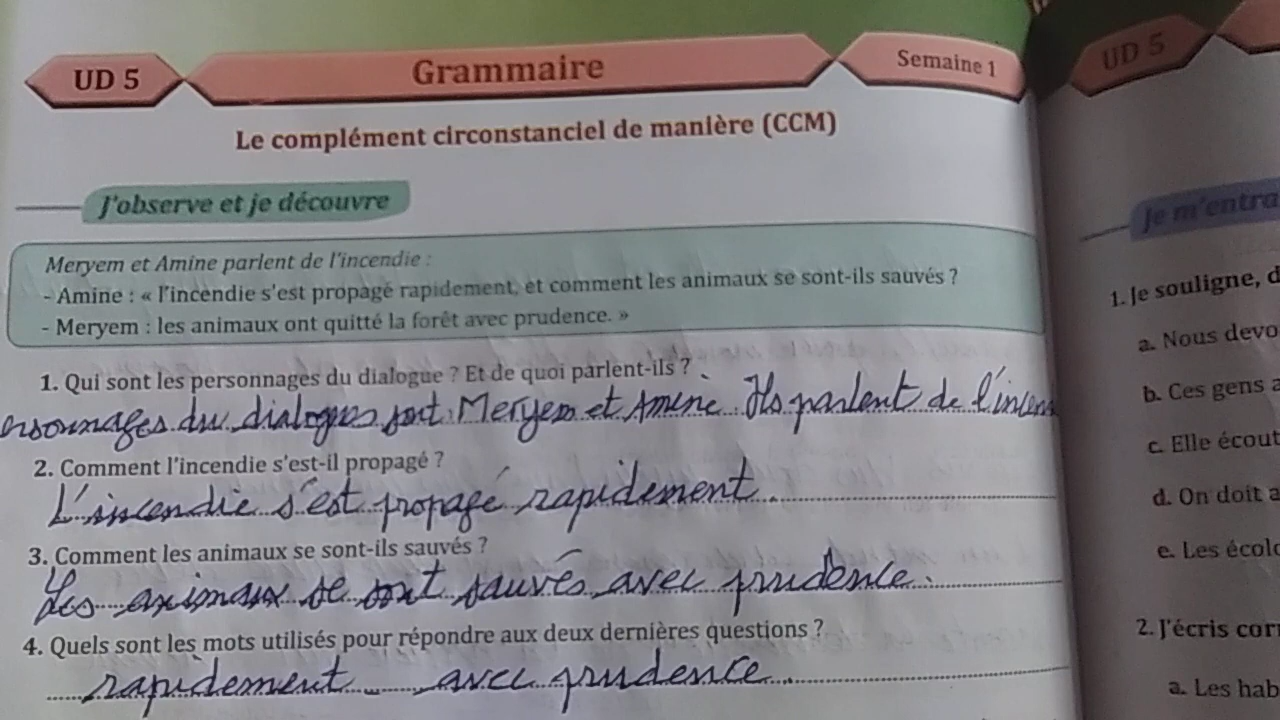 UD 5
Grammaire
Semaine 1
Le complément circonstanciel de manière (CCM)
J'observe et je découvre
Meryem et Amine parlent de l'incendie :
- Amine : « l'incendie s'est propagé rapidement, et comment les animaux se sont-ils sauvés ?
- Meryem : les animaux ont quitté la forêt avec prudence. »
1. Qui sont les personnages du dialogue ? Et de quoi parlent-ils ?
ersonnages du dialogue sont Meryem et Amine. Ils parlent de l'incen
2. Comment l'incendie s'est-il propagé ?
L'incendie s'est propagé rapidement.
3. Comment les animaux se sont-ils sauvés ?
Les animaux se sont sauvés avec prudence.
4. Quels sont les mots utilisés pour répondre aux deux dernières questions ?
rapidement avec prudence.
UD 5
Je m'entra
1. Je souligne, d
a. Nous devo
b. Ces gens a
c. Elle écout
d. On doit a
e. Les écol
2. J'écris cor
a. Les hab